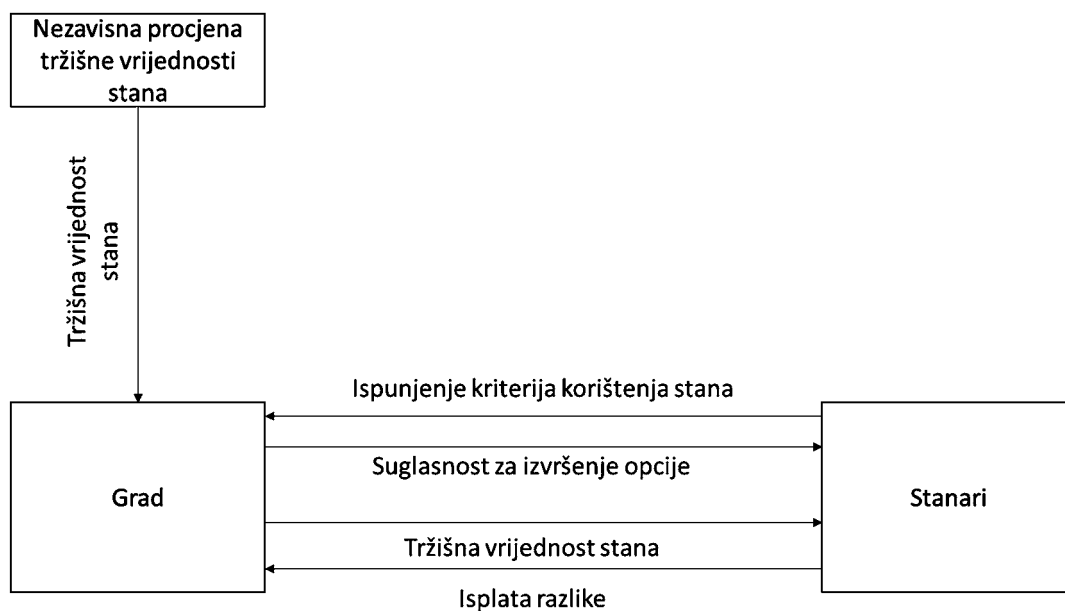 Nezavisna procjena
tržišne vrijednosti
stana
Tržišna vrijednost
stana
Ispunjenje kriterija korištenja stana
Suglasnost za izvršenje opcije
Grad
Stanari
Tržišna vrijednost stana
Isplata razlike